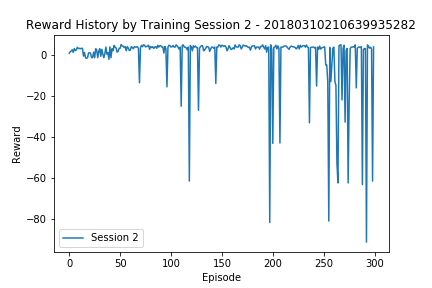 Reward History by Training Session 2 - 20180310210639935282
0
−20
−40
−60
−80
Reward
Session 2
0 50 100 150 200 250 300
Episode